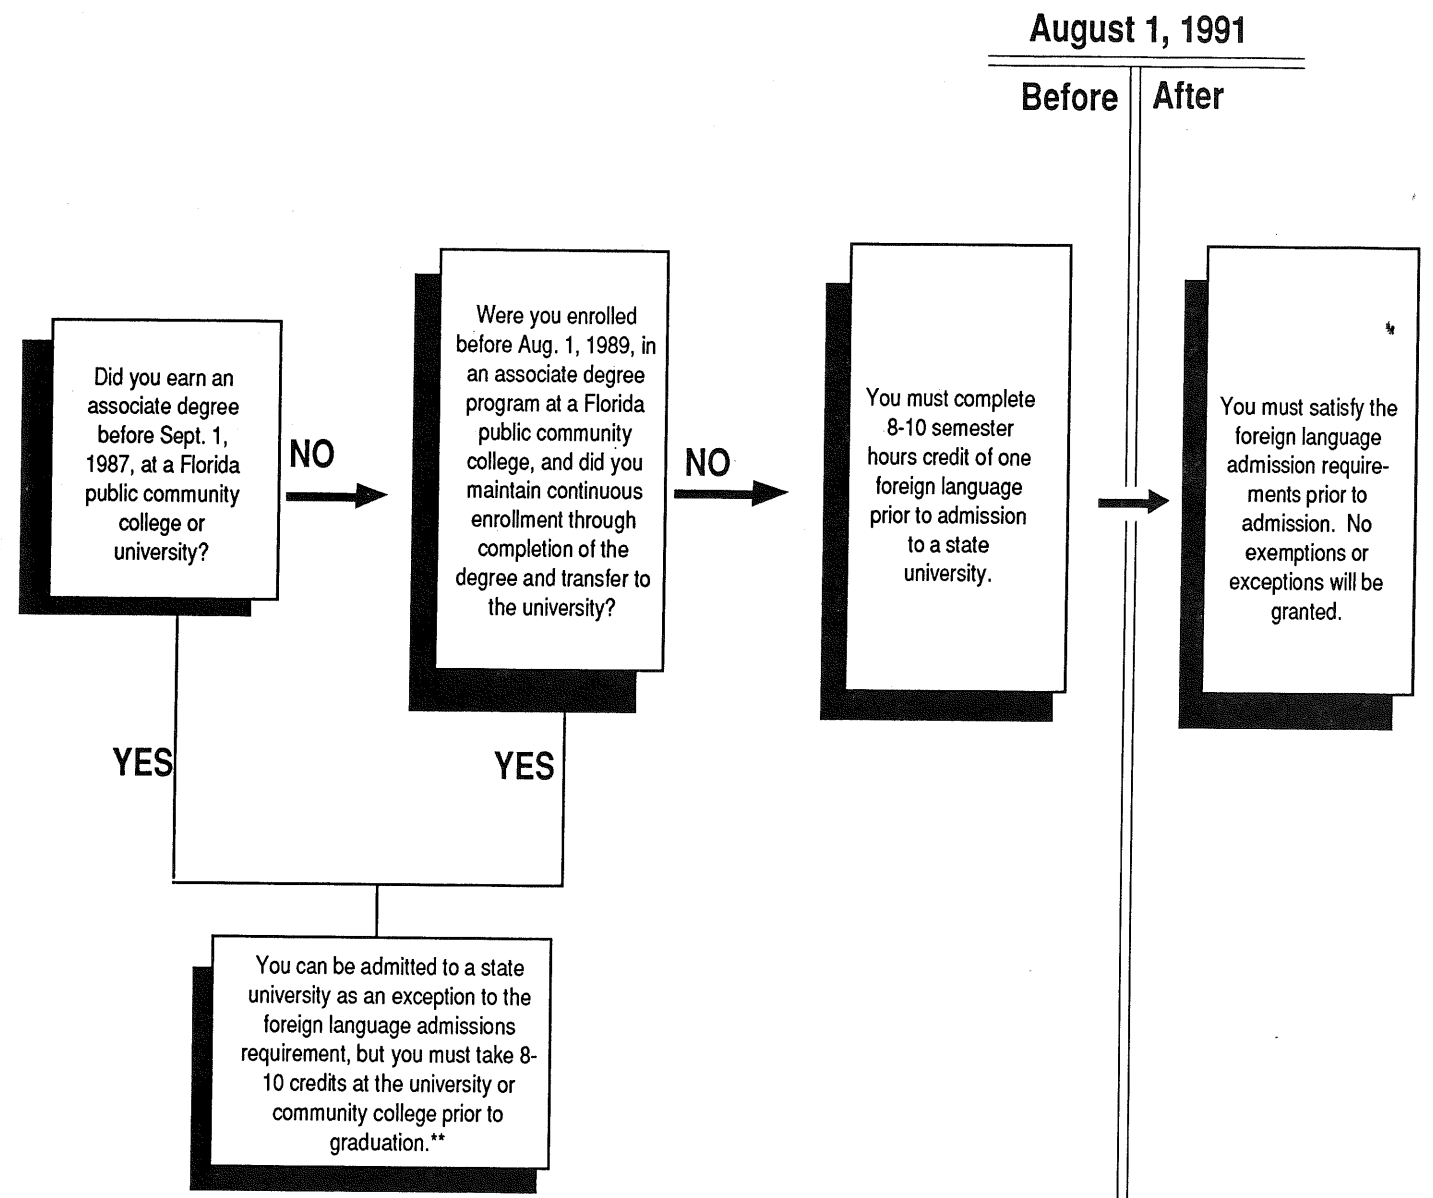 August 1, 1991
Before
After
Did you earn an
associate degree
before Sept. 1,
1987, at a Florida
public community
college or
university?
NO
Were you enrolled
before Aug. 1, 1989, in
an associate degree
program at a Florida
public community
college, and did you
maintain continuous
enrollment through
completion of the
degree and transfer to
the university?
NO
You must complete
8-10 semester
hours credit of one
foreign language
prior to admission
to a state
university.
You must satisfy the
foreign language
admission require-
ments prior to
admission. No
exemptions or
exceptions will be
granted.
YES
YES
You can be admitted to a state
university as an exception to the
foreign language admissions
requirement, but you must take 8-
10 credits at the university or
community college prior to
graduation.**